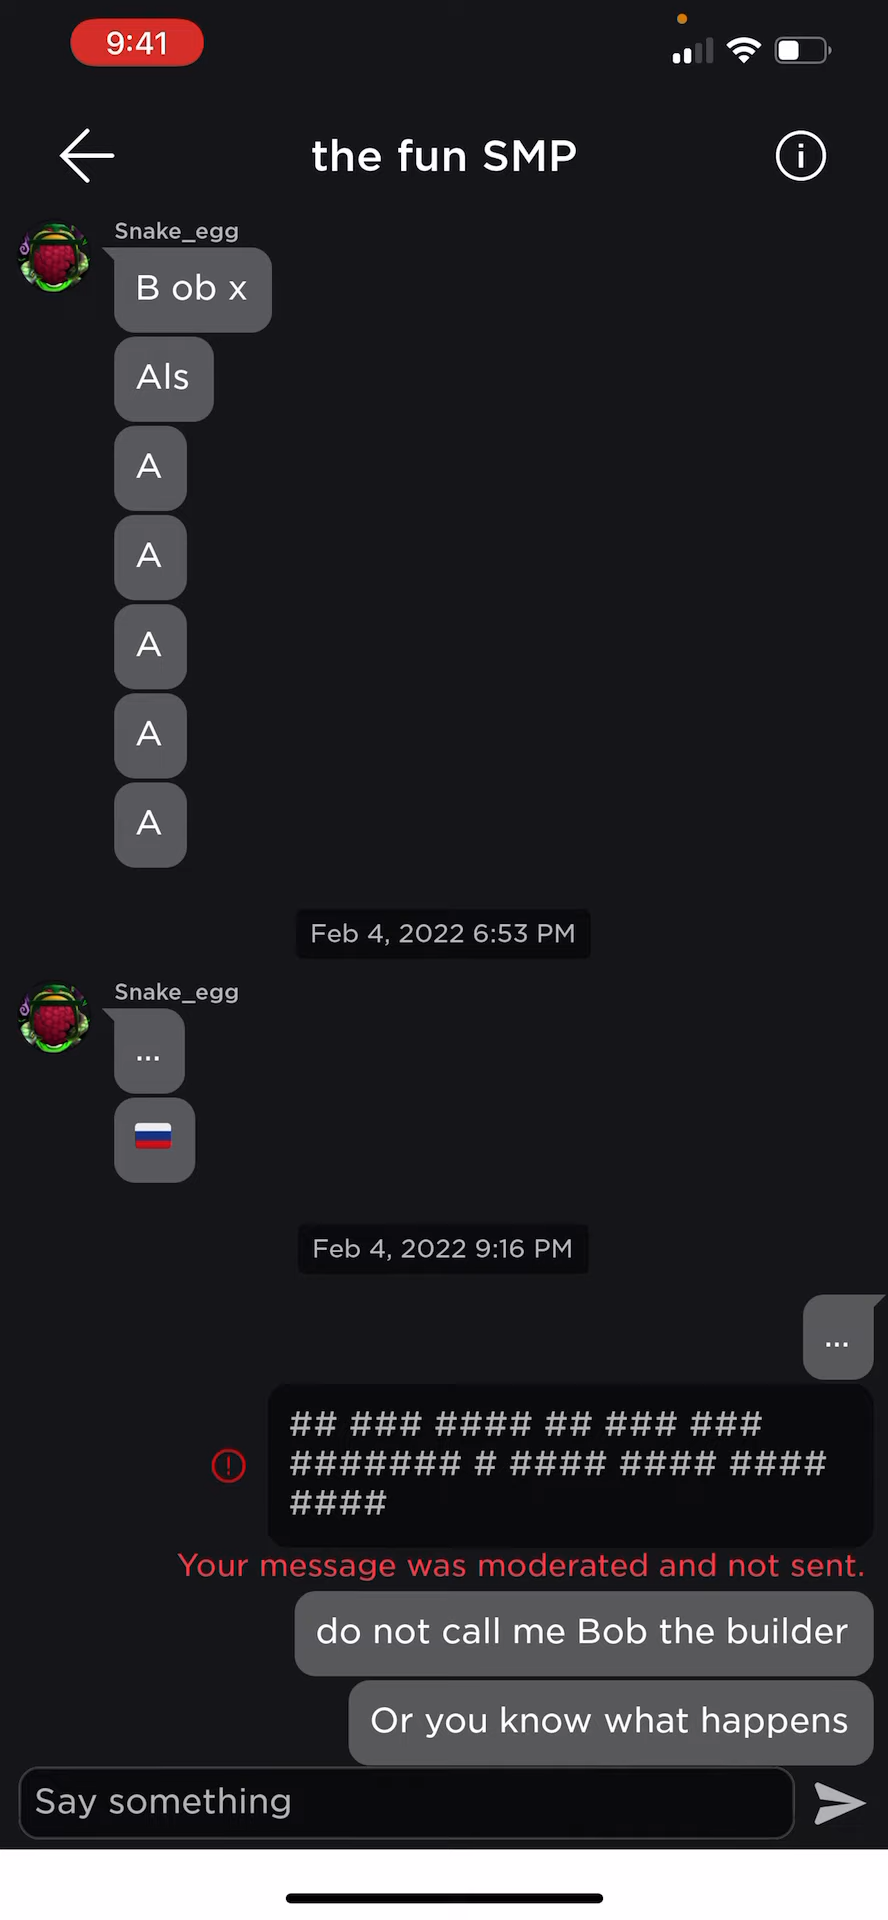 9:41
the fun SMP
Snake_egg
B ob x
Als
A
A
A
A
A
Feb 4, 2022 6:53 PM
Snake_egg
...
Feb 4, 2022 9:16 PM
...
## ### #### ## ### ###
####### # #### #### ####
####
Your message was moderated and not sent.
do not call me Bob the builder
Or you know what happens
Say something